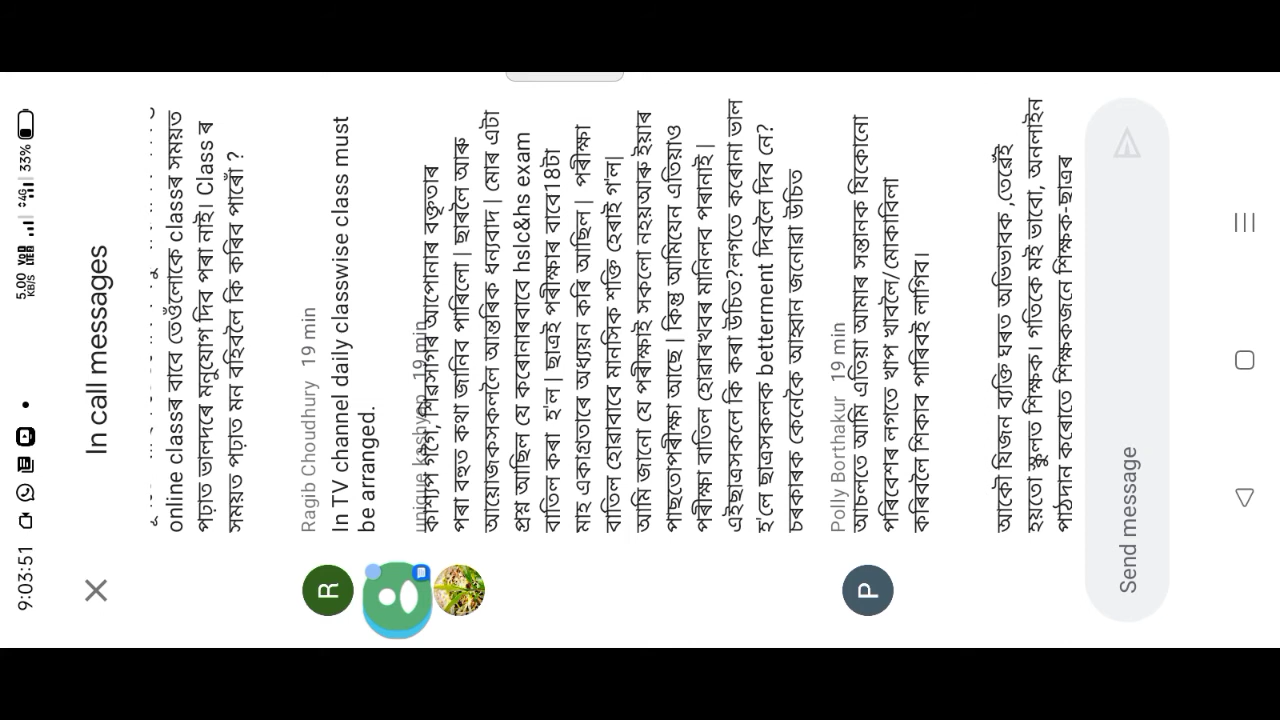 9:03:51
5.00 KB/S
4G
33%
In call messages
online classৰ বাবে তেওঁলোকে classৰ সময়ত
পঢ়াত ভালদৰে মনুযোগ দিব পৰা নাই। Class ৰ
সময়ত পঢ়াত মন বহিবলৈ কি কৰিব পাৰোঁ ?
R
Ragib Choudhury 19 min
In TV channel daily classwise class must
be arranged.
unique kashyap 19 min
কাশ্যপ গগৈ, শিৱসাগৰ আপোনাৰ বক্তৃতাৰ
পৰা বহুত কথা জানিব পাৰিলো | ছাৰলৈ আৰু
আয়োজকসকললৈ আন্তৰিক ধন্যবাদ | মোৰ এটা
প্ৰশ্ন আছিল যে কৰোনাৰবাবে hslc&hs exam
বাতিল কৰা হ'ল | ছাত্ৰই পৰীক্ষাৰ বাবে18টা
মাহ একাগ্ৰতাৰে অধ্যয়ন কৰি আছিল | পৰীক্ষা
বাতিল হোৱাবাবে মানসিক শক্তি হেৰাই গ'ল|
আমি জানো যে পৰীক্ষাই সকলো নহয়আৰু ইয়াৰ
পাছতোপৰীক্ষা আছে | কিন্তু আমিযেন এতিয়াও
পৰীক্ষা বাতিল হোৱাৰখবৰ মানিলব পৰানাই |
এইছাত্ৰসকলে কি কৰা উচিত?লগতে কৰোনা ভাল
হ'লে ছাত্ৰসকলক betterment দিবলৈ দিব নে?
চৰকাৰক কেনেকৈ আহ্বান জনোৱা উচিত
P
Polly Borthakur 19 min
আচলতে আমি এতিয়া আমাৰ সন্তানক যিকোনো
পৰিবেশৰ লগতে খাপ খাবলৈ/মোকাবিলা
কৰিবলৈ শিকাব পাৰিবই লাগিব।
আকৌ যিজন ব্যক্তি ঘৰত অভিভাৱক ,তেৱেঁই
হয়তো স্কুলত শিক্ষক। গতিকে মই ভাবো, অনলাইন
পাঠদান কৰোতে শিক্ষকজনে শিক্ষক-ছাত্ৰৰ
Send message